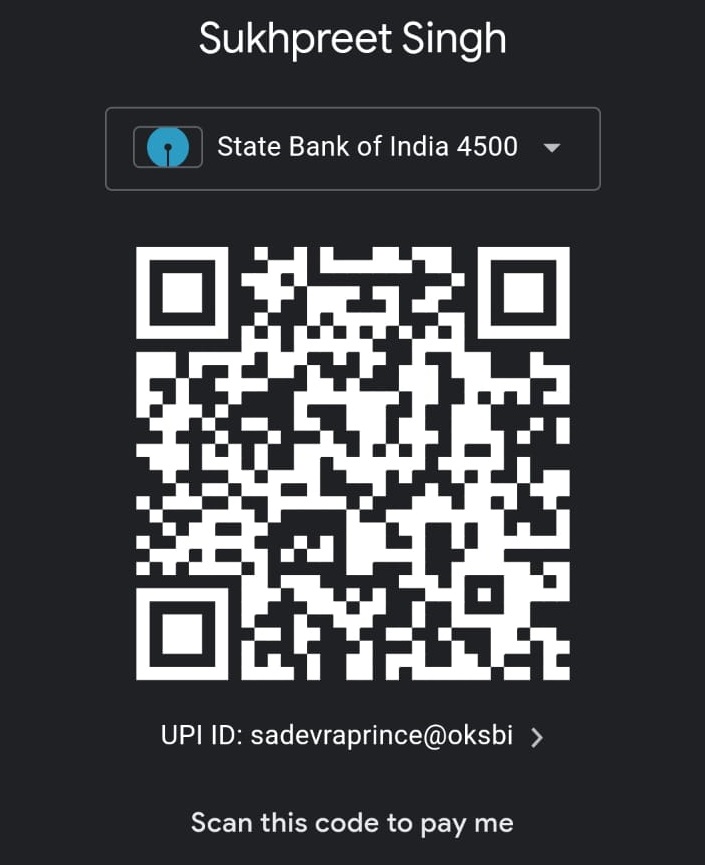 Sukhpreet Singh
State Bank of India 4500
UPI ID: sadevraprince@oksbi
Scan this code to pay me